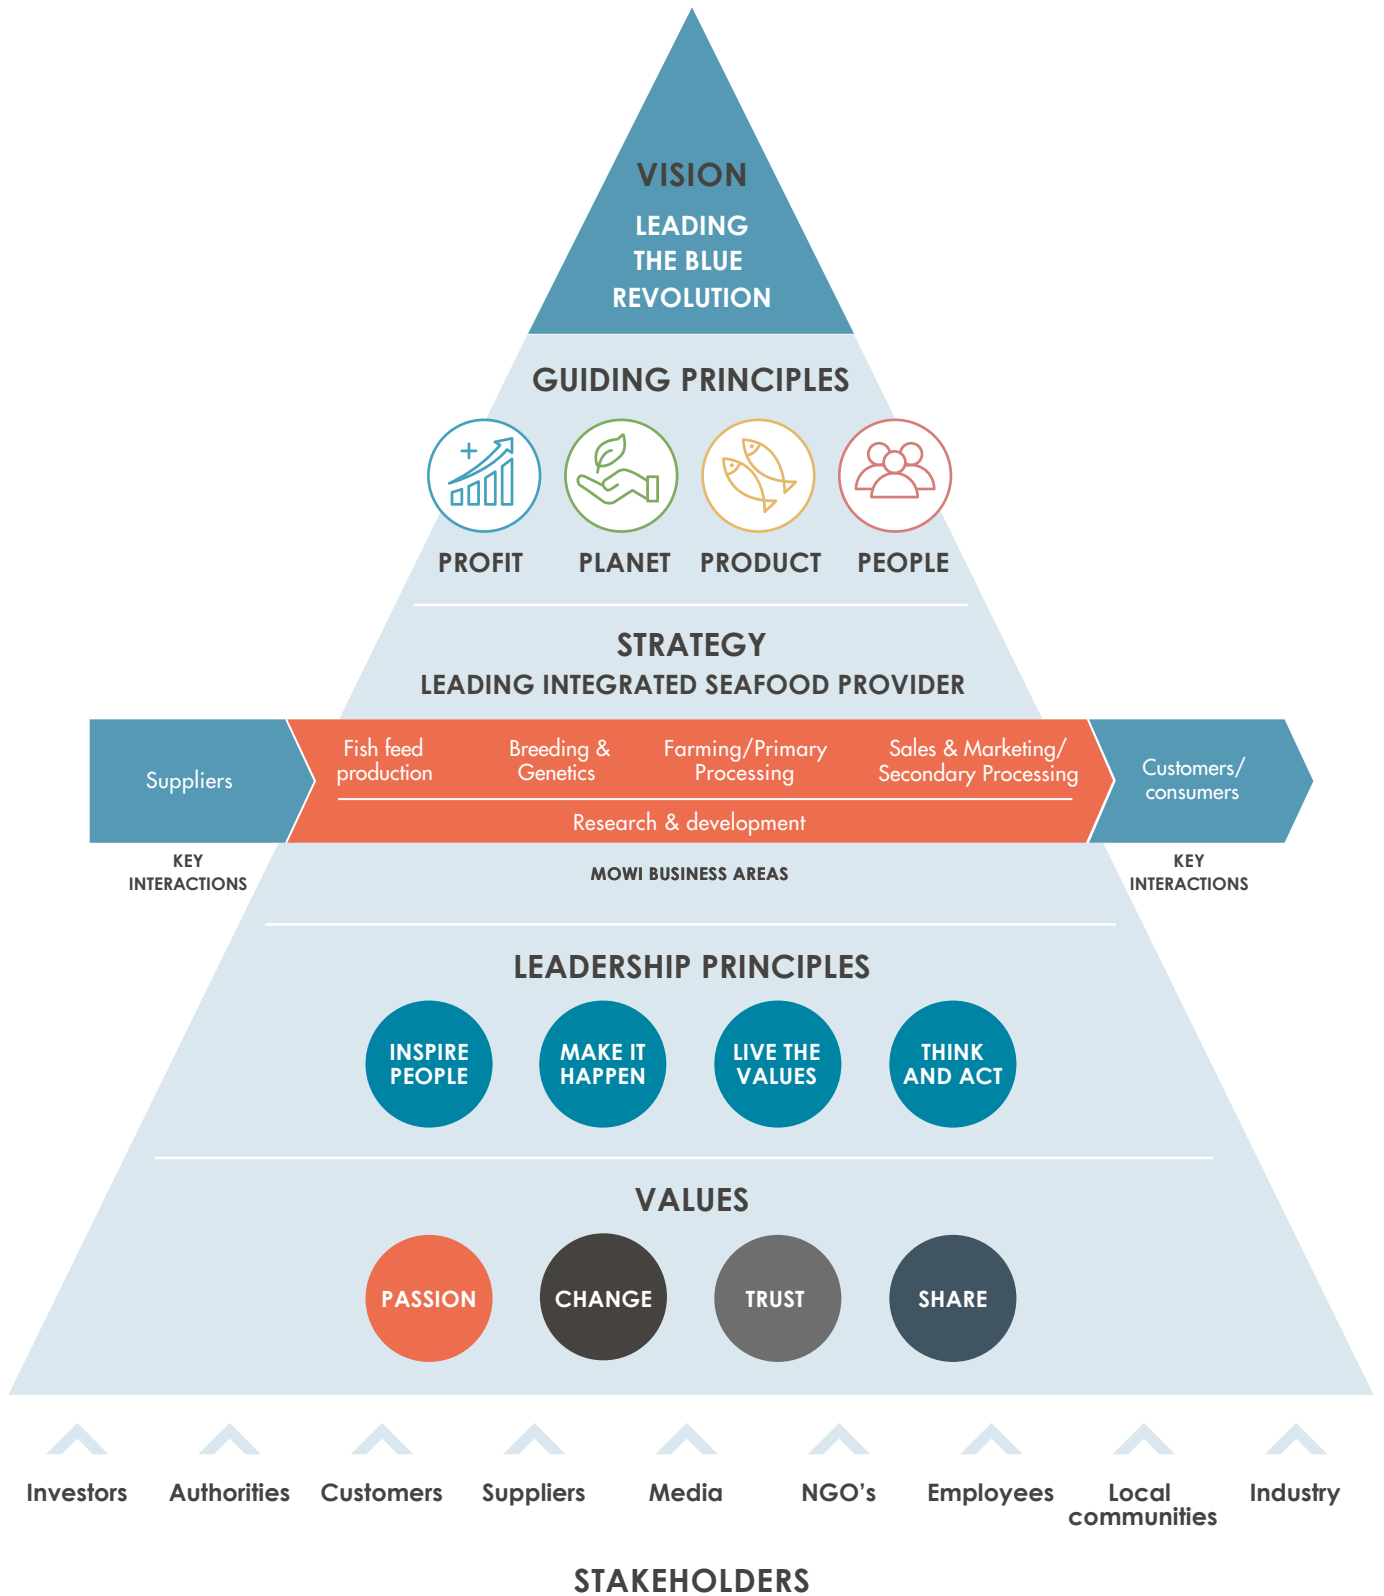 VISION
LEADING
THE BLUE
REVOLUTION
GUIDING PRINCIPLES
PROFIT
PLANET
PRODUCT
PEOPLE
STRATEGY
LEADING INTEGRATED SEAFOOD PROVIDER
Suppliers
Fish feed
production
Breeding &
Genetics
Farming/Primary
Processing
Sales & Marketing/
Secondary Processing
Research & development
Customers/
consumers
KEY
INTERACTIONS
MOWI BUSINESS AREAS
KEY
INTERACTIONS
LEADERSHIP PRINCIPLES
INSPIRE
PEOPLE
MAKE IT
HAPPEN
LIVE THE
VALUES
THINK
AND ACT
VALUES
PASSION
CHANGE
TRUST
SHARE
Investors
Authorities
Customers
Suppliers
Media
NGO’s
Employees
Local
communities
Industry
STAKEHOLDERS